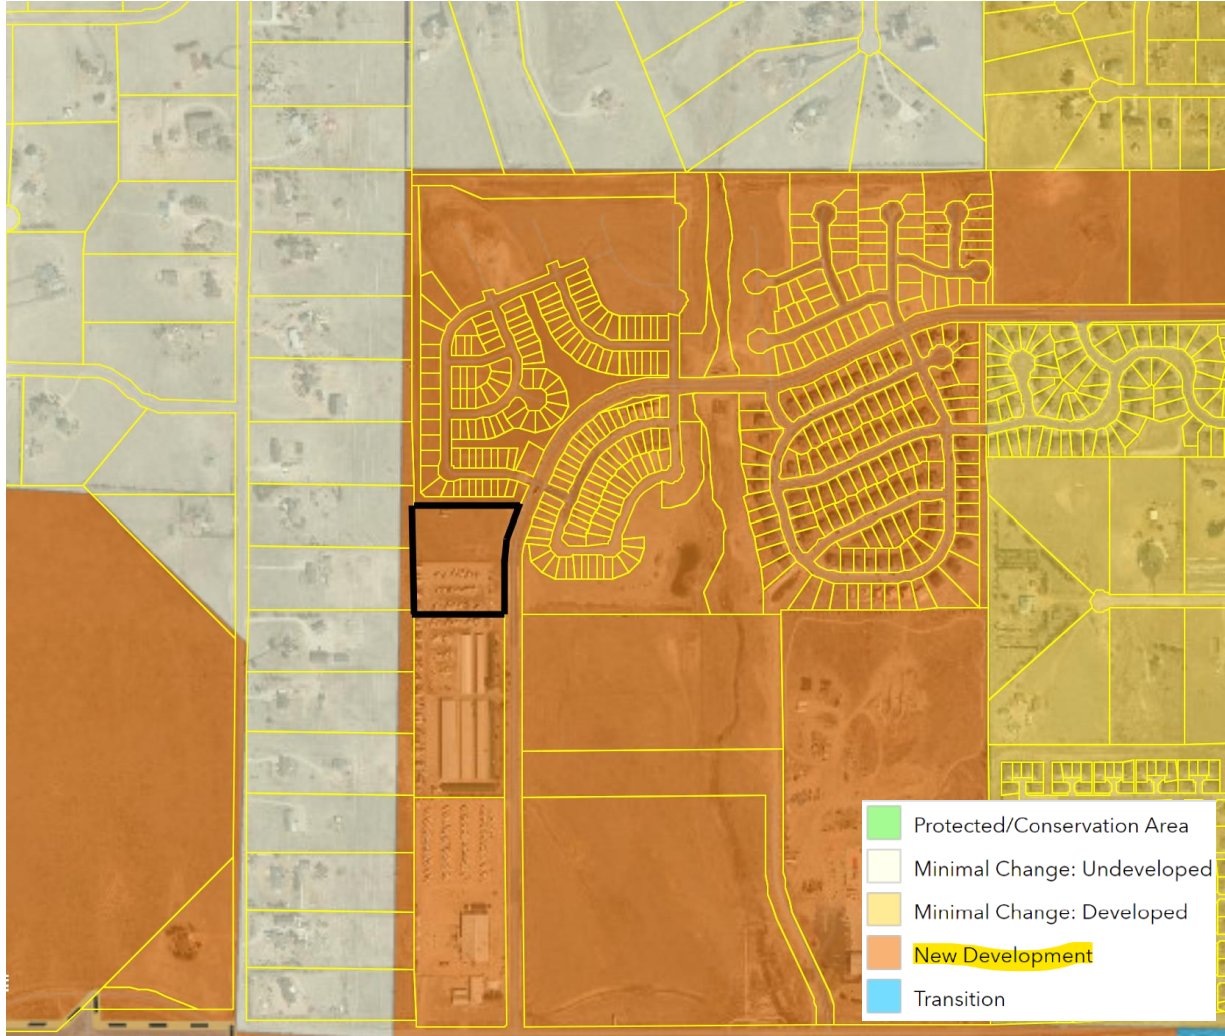 Protected/Conservation Area
Minimal Change: Undeveloped
Minimal Change: Developed
New Development
Transition